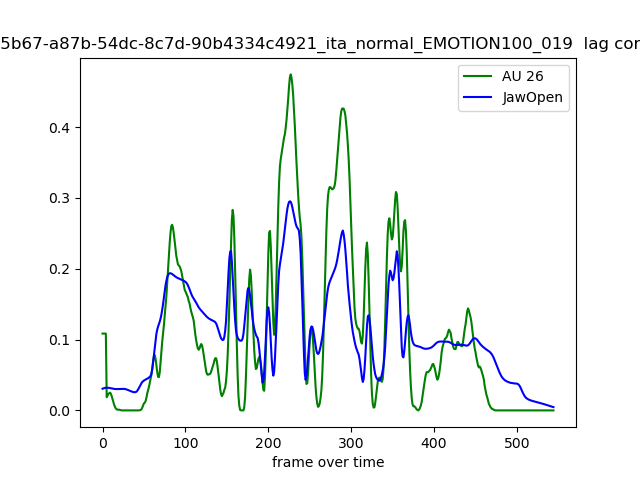 5b67-a87b-54dc-8c7d-90b4334c4921_ita_normal_EMOTION100_019 lag cor
AU 26
JawOpen
0.4
0.3
0.2
0.1
0.0
0 100 200 300 400 500
frame over time